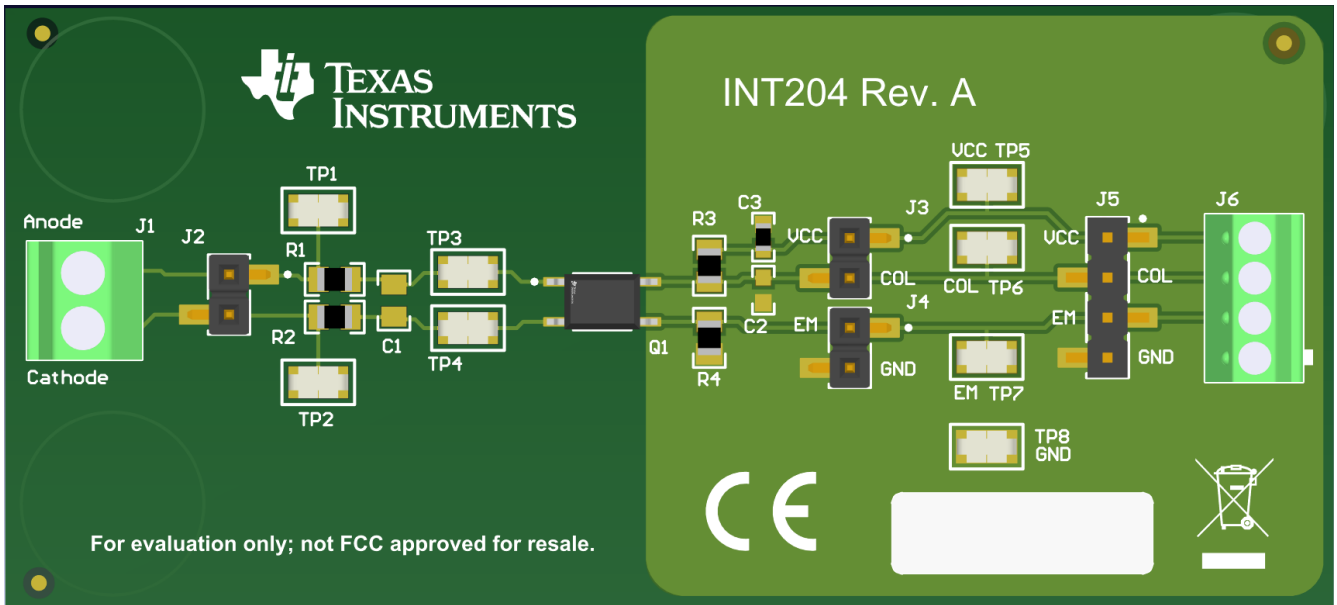 TEXAS
INSTRUMENTS
INT204 Rev. A
VCC TP5
TP1
Anode
J1
J2
R1
TP3
R3
C3
VCC
J3
COL
COL TP6
J5
VCC
COL
J6
R2
C1
TP4
Cathode
TP2
Q1
C2
R4
EM
J4
GND
EM TP7
EM
GND
TP8
GND
CE
For evaluation only; not FCC approved for resale.